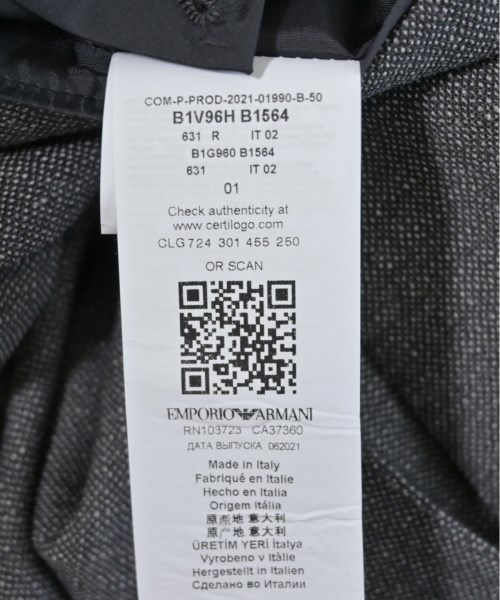 COM-P-PROD-2021-01990-B-50
B1V96H B1564
631 R IT 02
B1G960 B1564
631 IT 02
01
Check authenticity at
www.certilogo.com
CLG 724 301 455 250
OR SCAN
EMPORIO ARMANI
RN103723 CA37360
ДАТА ВЫПУСКА 062021
Made in Italy
Fabriqué en Italie
Hecho en Italia
Origem Itália
原產地 意大利
原产地 意大利
ÜRETİM YERİ İtalya
Vyrobeno v Itálie
Hergestellt in Italien
Сделано во Италии